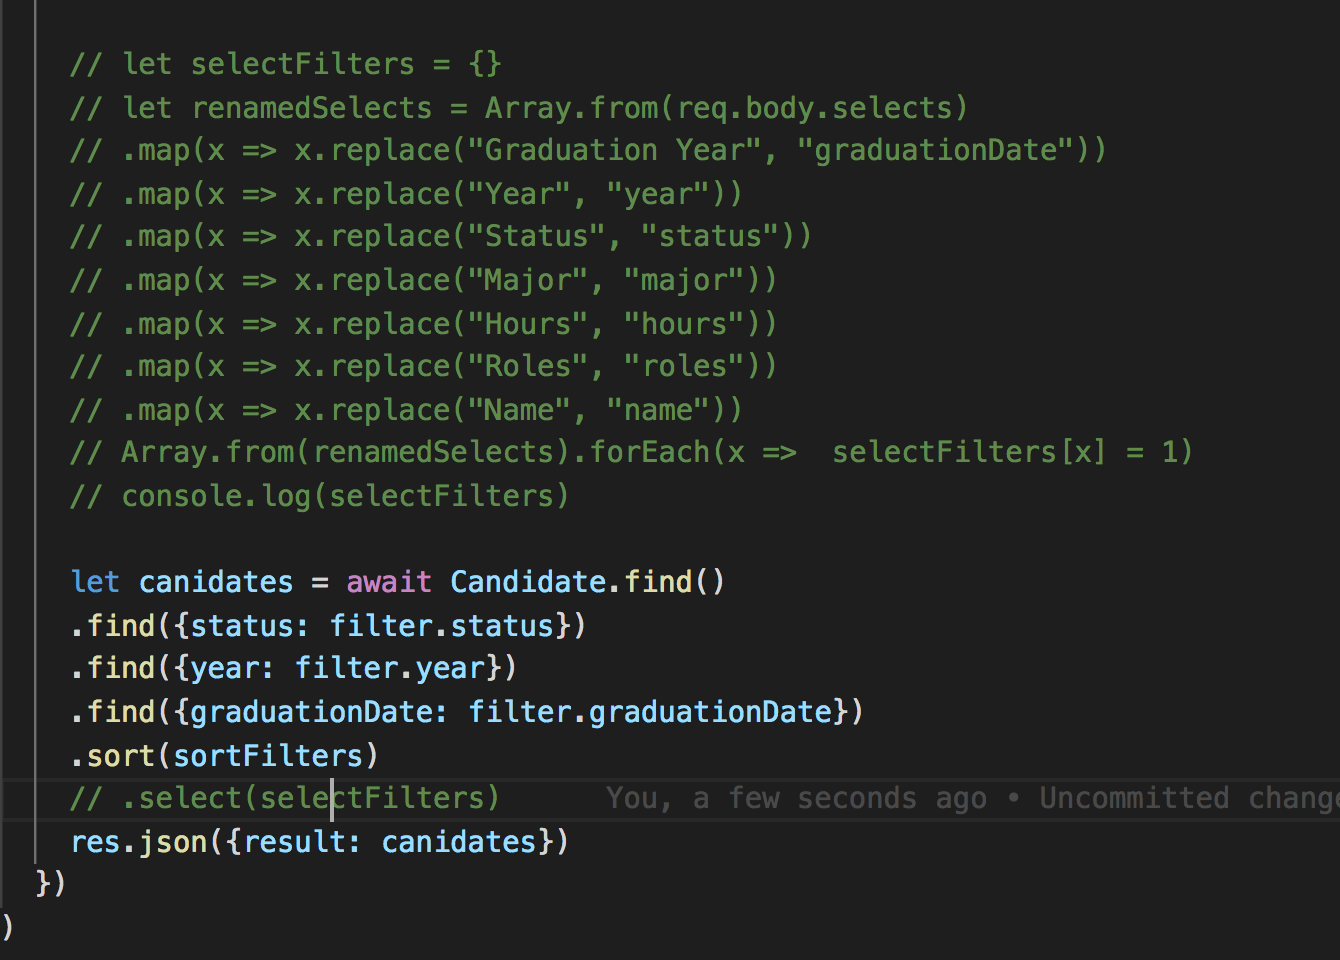 // let selectFilters = {}
// let renamedSelects = Array.from(req.body.selects)
// .map(x => x.replace("Graduation Year", "graduationDate"))
// .map(x => x.replace("Year", "year"))
// .map(x => x.replace("Status", "status"))
// .map(x => x.replace("Major", "major"))
// .map(x => x.replace("Hours", "hours"))
// .map(x => x.replace("Roles", "roles"))
// .map(x => x.replace("Name", "name"))
// Array.from(renamedSelects).forEach(x =>  selectFilters[x] = 1)
// console.log(selectFilters)
let canidates = await Candidate.find()
.find({status: filter.status})
.find({year: filter.year})
.find({graduationDate: filter.graduationDate})
.sort(sortFilters)
// .select(selectFilters) You, a few seconds ago • Uncommitted change
res.json({result: canidates})
})
)